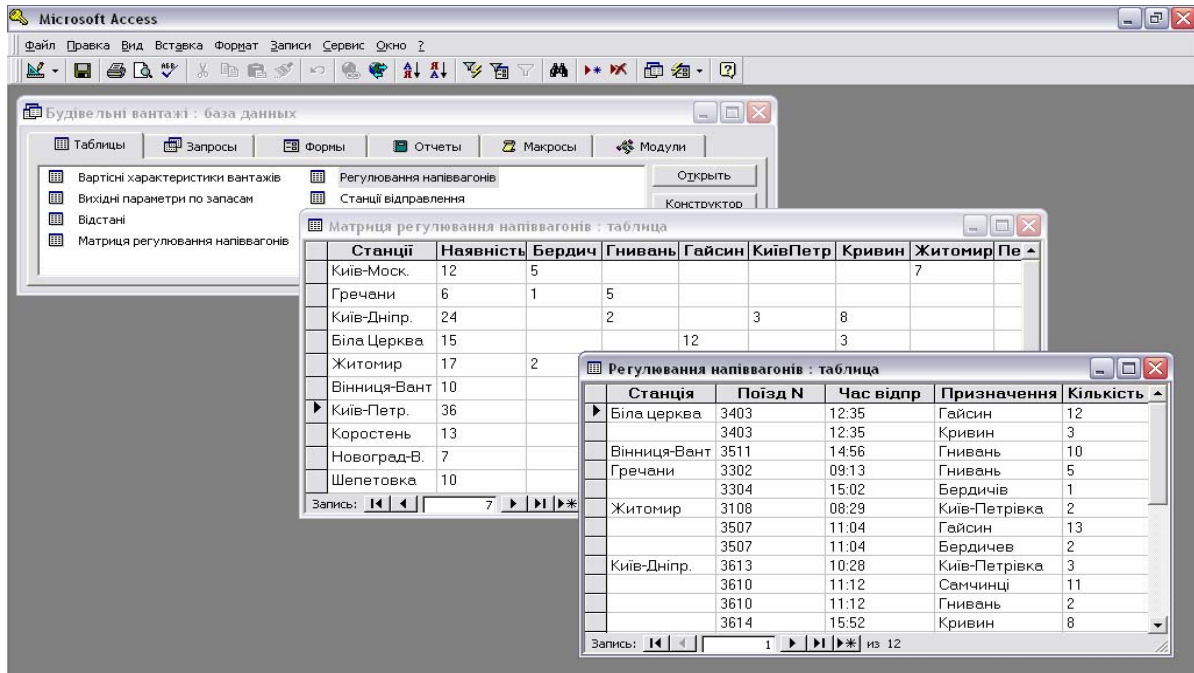 Microsoft Access
Файл Правка Вид Вставка Формат Записи Сервис Окно ?
Будівельні вантажі : база данных
Таблицы Запросы Формы Отчеты Макросы Модули
Вартісні характеристики вантажів Регулювання напіввагонів Открыть
Вихідні параметри по запасам Станції відправлення Конструктор
Відстані
Матриця регулювання напіввагонів
Матриця регулювання напіввагонів : таблица
Станції Наявність Бердич Гнивань Гайсин КиївПетр Кривин Житомир Пе
Київ-Моск. 12 5 7
Гречани 6 1 5
Київ-Дніпр. 24 2 3 8
Біла Церква 15 12 3
Житомир 17 2
Вінниця-Вант 10
Київ-Петр. 36
Коростень 13
Новоград-В. 7
Шепетовка 10
Запись: 7
Регулювання напіввагонів : таблица
Станція Поїзд N Час відпр Призначення Кількість
Біла церква 3403 12:35 Гайсин 12
3403 12:35 Кривин 3
Вінниця-Вант 3511 14:56 Гнивань 10
Гречани 3302 09:13 Гнивань 5
3304 15:02 Бердичів 1
Житомир 3108 08:29 Київ-Петрівка 2
3507 11:04 Гайсин 13
3507 11:04 Бердичев 2
Київ-Дніпр. 3613 10:28 Київ-Петрівка 3
3610 11:12 Самчинці 11
3610 11:12 Гнивань 2
3614 15:52 Кривин 8
Запись: 1 из 12